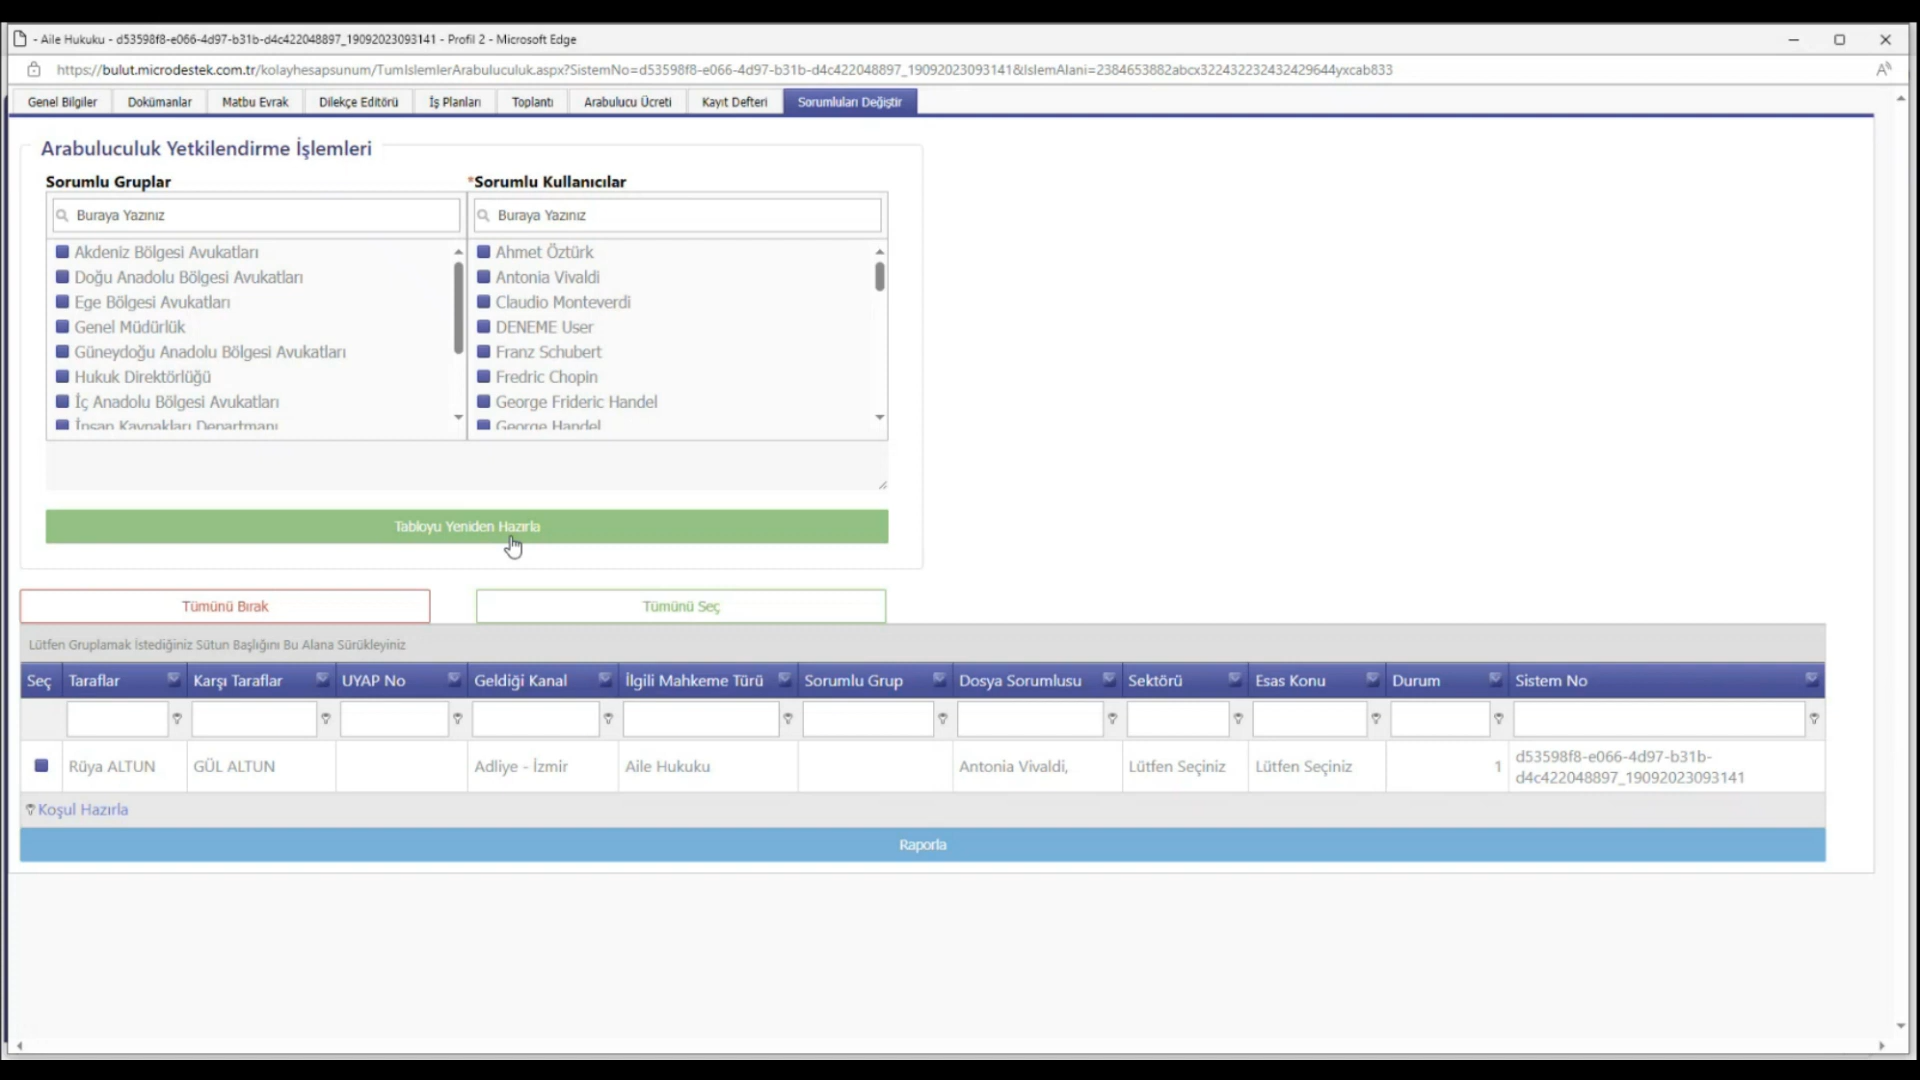 - Aile Hukuku - d53598f8-e066-4d97-b31b-d4c422048897_19092023093141 - Profil 2 - Microsoft Edge
https://bulut.microdestek.com.tr/kolayhesapsunum/TumIslemlerArabuluculuk.aspx?SistemNo=d53598f8-e066-4d97-b31b-d4c422048897_19092023093141&IslemAlani=2384653882abcx322432232432429644yxcab833
Genel Bilgiler Dokümanlar Matbu Evrak Dilekçe Editörü İş Planları Toplantı Arabulucu Ücreti Kayıt Defteri Sorumluları Değiştir
Arabuluculuk Yetkilendirme İşlemleri
Sorumlu Gruplar *Sorumlu Kullanıcılar
Buraya Yazınız Buraya Yazınız
Akdeniz Bölgesi Avukatları Ahmet Öztürk
Doğu Anadolu Bölgesi Avukatları Antonia Vivaldi
Ege Bölgesi Avukatları Claudio Monteverdi
Genel Müdürlük DENEME User
Güneydoğu Anadolu Bölgesi Avukatları Franz Schubert
Hukuk Direktörlüğü Fredric Chopin
İç Anadolu Bölgesi Avukatları George Frideric Handel
İnsan Kaynakları Departmanı George Handel
Tabloyu Yeniden Hazırla
Tümünü Bırak Tümünü Seç
Lütfen Gruplamak İstediğiniz Sütun Başlığını Bu Alana Sürükleyiniz
Seç Taraflar Karşı Taraflar UYAP No Geldiği Kanal İlgili Mahkeme Türü Sorumlu Grup Dosya Sorumlusu Sektörü Esas Konu Durum Sistem No
Rüya ALTUN GÜL ALTUN Adliye - İzmir Aile Hukuku Antonia Vivaldi, Lütfen Seçiniz Lütfen Seçiniz 1 d53598f8-e066-4d97-b31b-
d4c422048897_19092023093141
Koşul Hazırla
Raporla